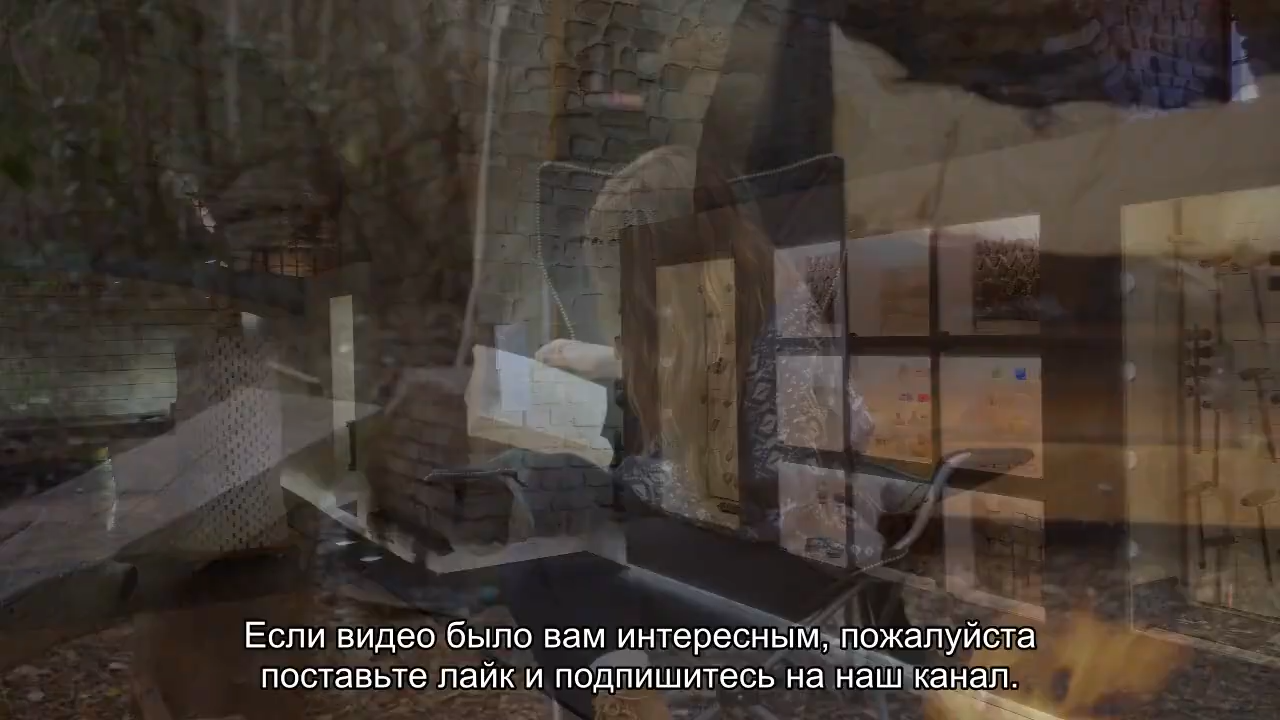 Если видео было вам интересным, пожалуйста
поставьте лайк и подпишитесь на наш канал.